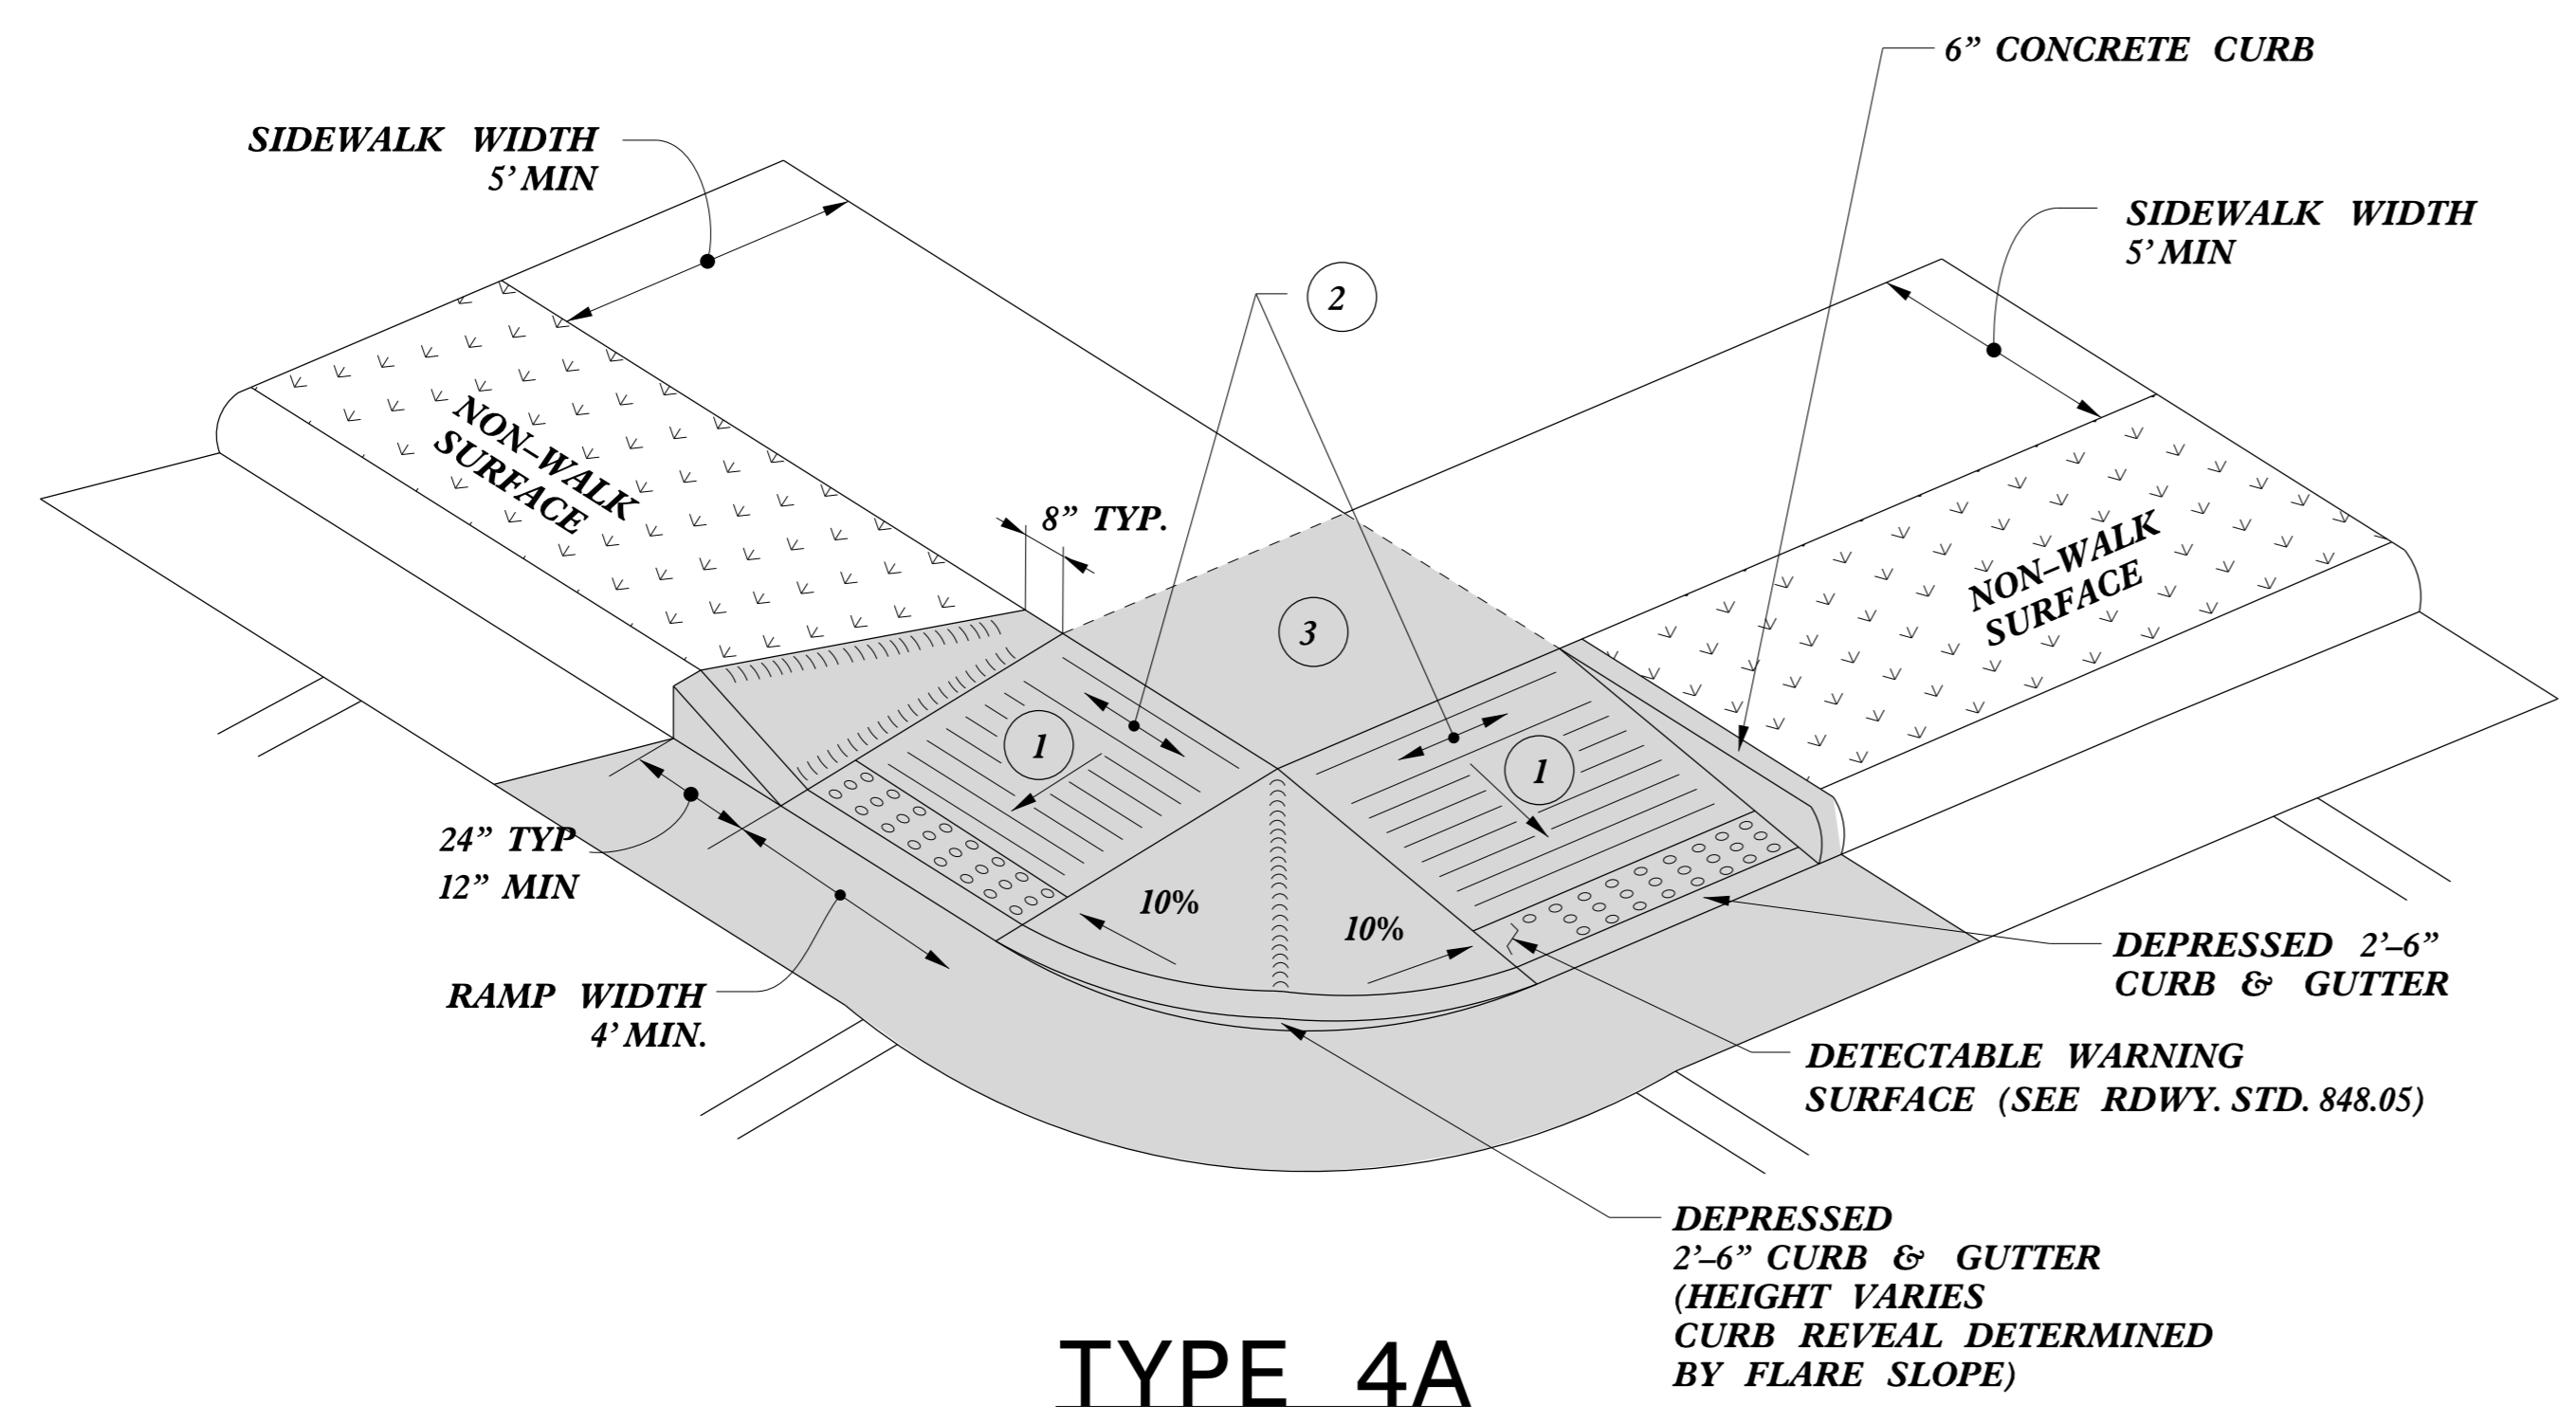 6” CONCRETE CURB
SIDEWALK WIDTH
5’ MIN
SIDEWALK WIDTH
5’ MIN
2
NON–WALK
SURFACE
8” TYP.
NON–WALK
SURFACE
3
1
1
24” TYP
12” MIN
10%
10%
RAMP WIDTH
4’ MIN.
DEPRESSED 2’–6”
CURB & GUTTER
DETECTABLE WARNING
SURFACE (SEE RDWY. STD. 848.05)
DEPRESSED
2’–6” CURB & GUTTER
(HEIGHT VARIES
CURB REVEAL DETERMINED
BY FLARE SLOPE)
TYPE 4A